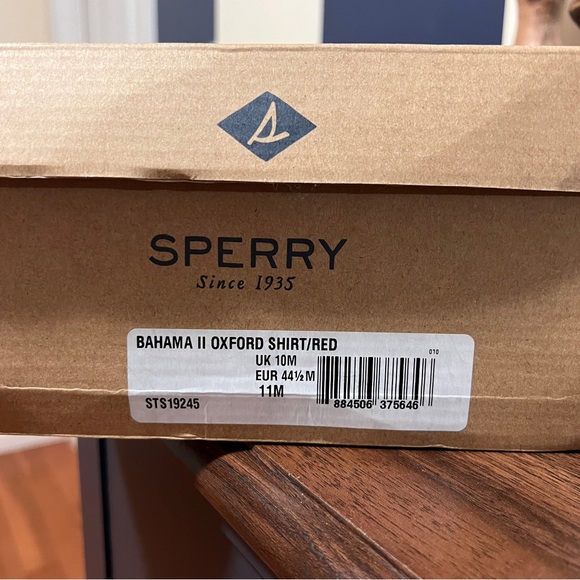 SPERRY
Since 1935
BAHAMA II OXFORD SHIRT/RED
UK 10M
EUR 44½M
11M
STS19245
010
884506 375646